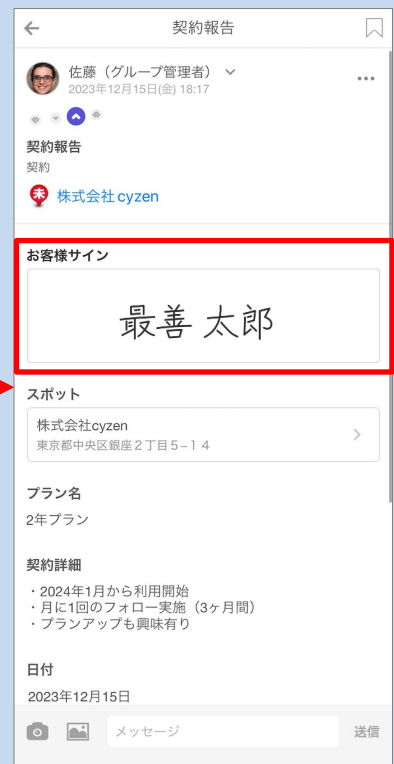 契約報告
佐藤（グループ管理者）
2023年12月15日(金) 18:17
契約報告
契約
未 株式会社cyzen
お客様サイン
最善 太郎
スポット
株式会社cyzen
東京都中央区銀座２丁目５−１４
プラン名
2年プラン
契約詳細
・2024年1月から利用開始
・月に1回のフォロー実施（3ヶ月間）
・プランアップも興味有り
日付
2023年12月15日
メッセージ 送信